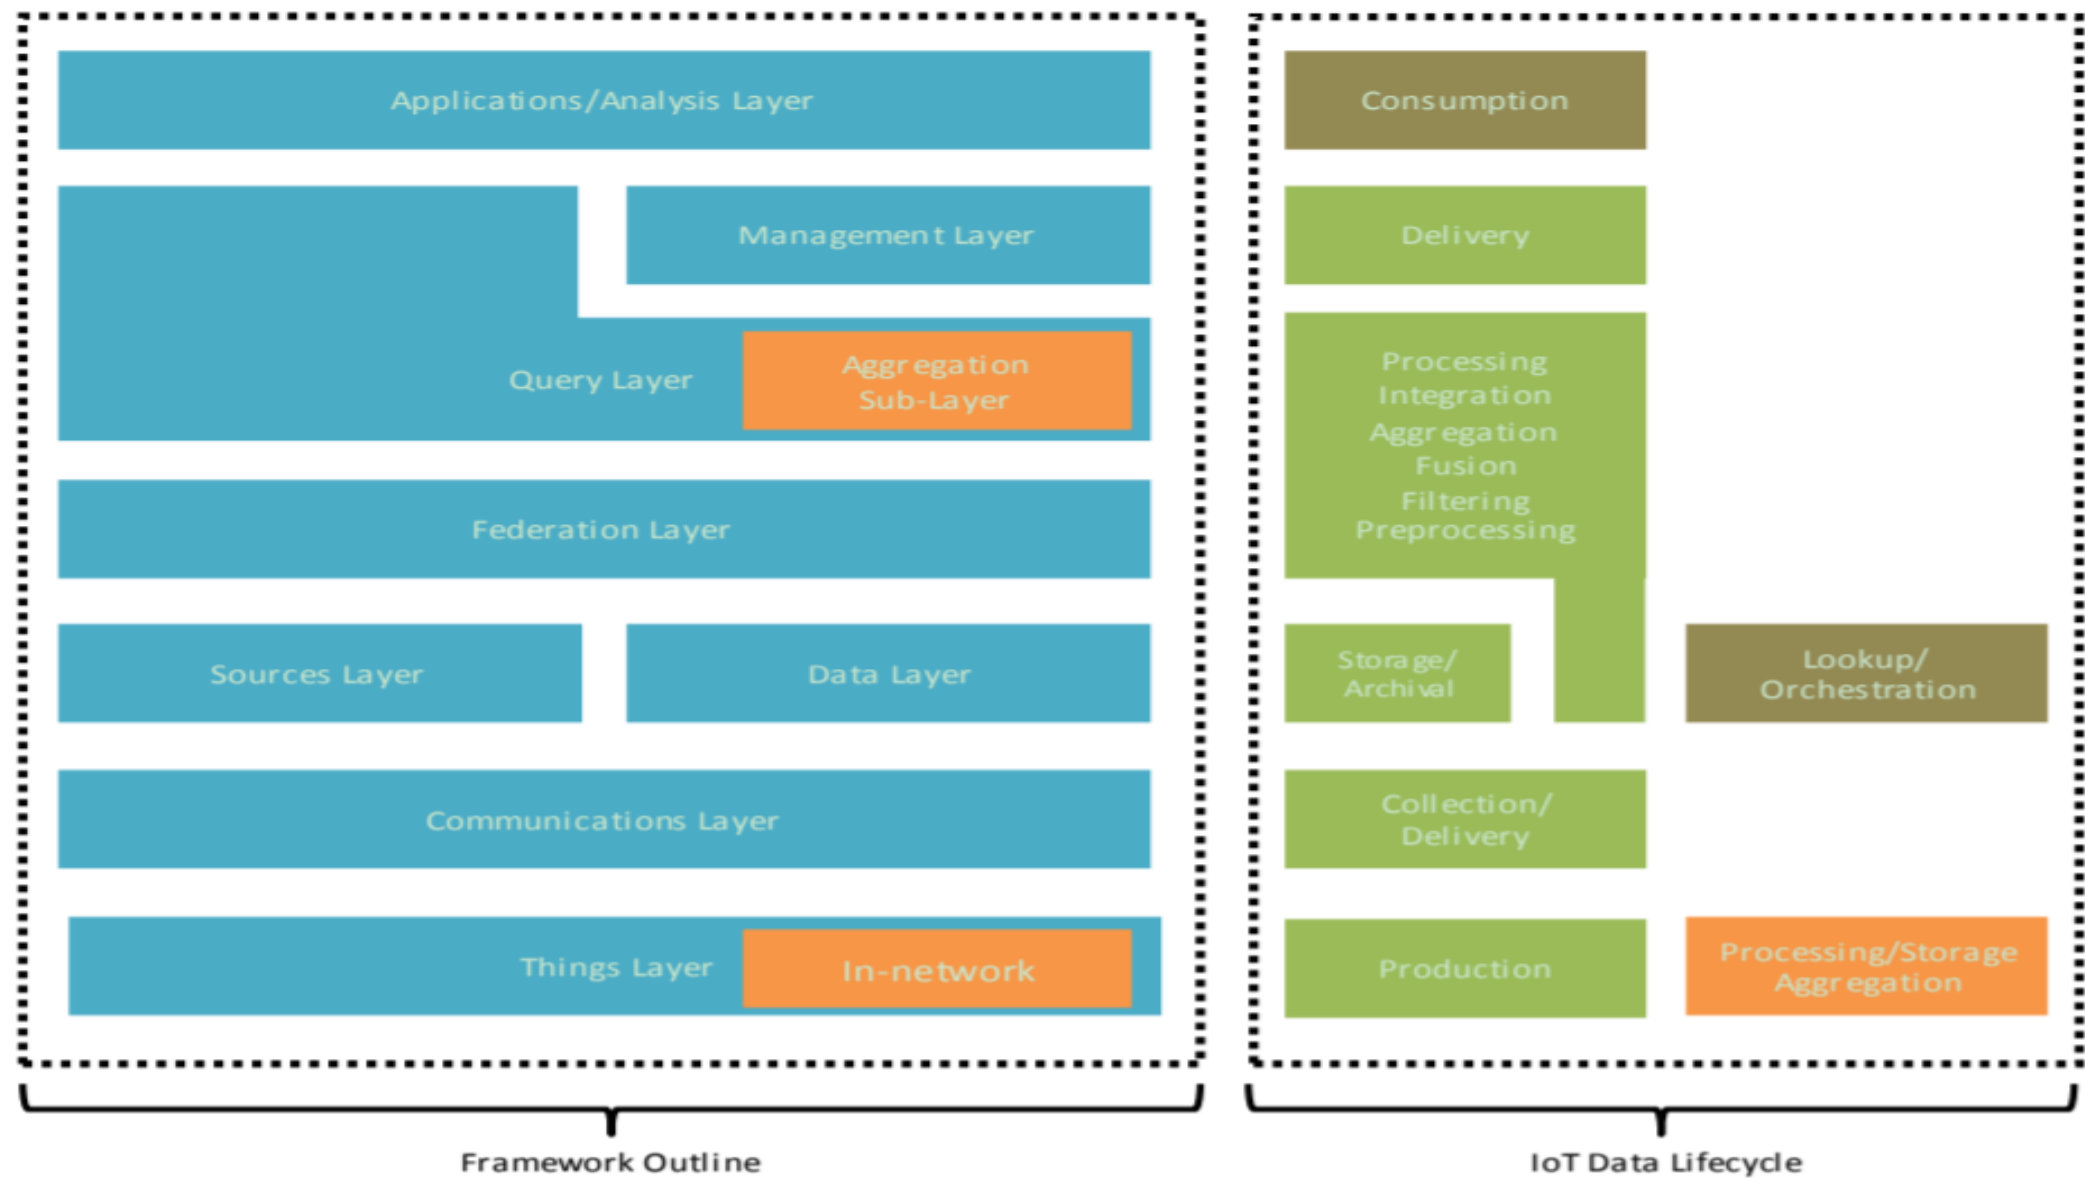 Applications/Analysis Layer
Management Layer
Query Layer
Aggregation
Sub-Layer
Federation Layer
Sources Layer
Data Layer
Communications Layer
Things Layer
In-network
Framework Outline
Consumption
Delivery
Processing
Integration
Aggregation
Fusion
Filtering
Preprocessing
Storage/
Archival
Lookup/
Orchestration
Collection/
Delivery
Production
Processing/Storage
Aggregation
IoT Data Lifecycle